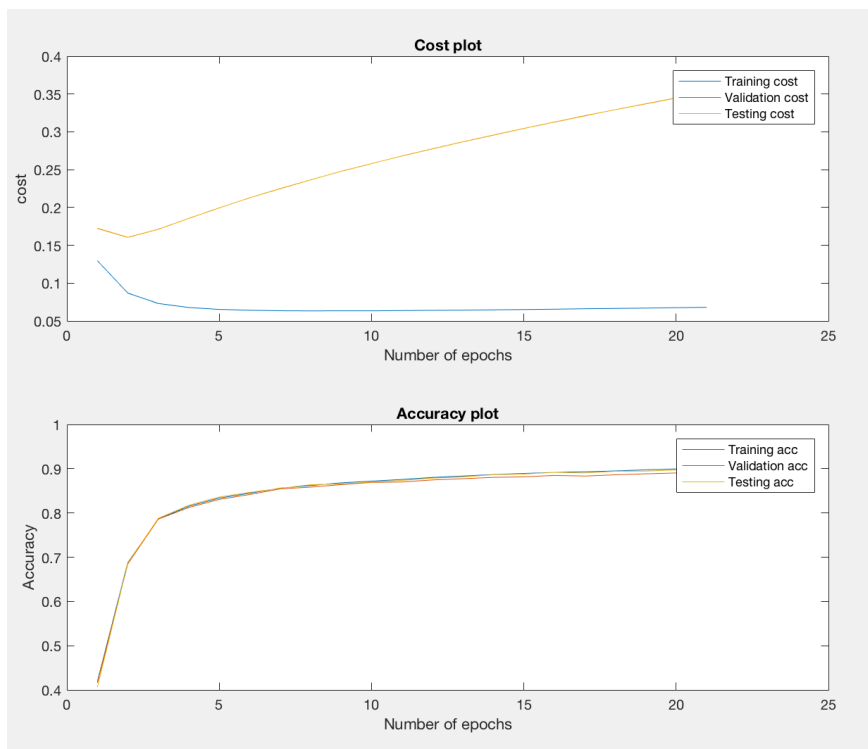 Cost plot
0.4
0.35
0.3
0.25
0.2
0.15
0.1
0.05
cost
Training cost
Validation cost
Testing cost
0 5 10 15 20 25
Number of epochs
Accuracy plot
1
0.9
0.8
0.7
0.6
0.5
0.4
Accuracy
Training acc
Validation acc
Testing acc
0 5 10 15 20 25
Number of epochs